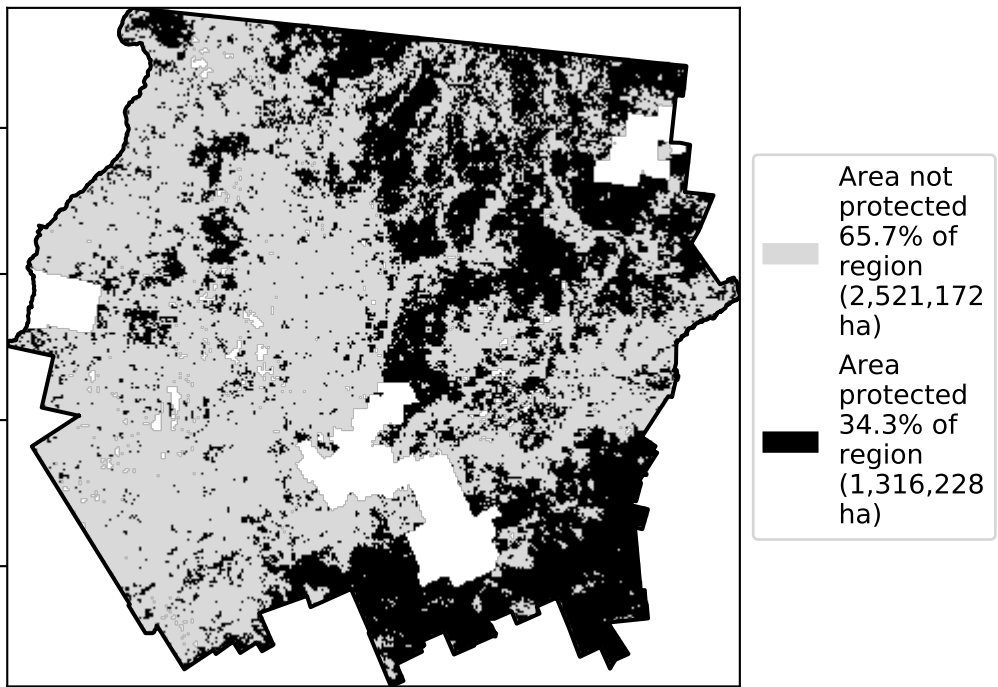 Area not
protected
65.7% of
region
(2,521,172
ha)
Area
protected
34.3% of
region
(1,316,228
ha)